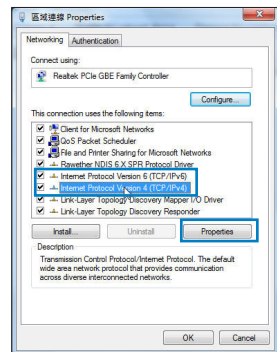 區域連線 Properties
Networking Authentication
Connect using:
Realtek PCIe GBE Family Controller
Configure...
This connection uses the following items:
Client for Microsoft Networks
QoS Packet Scheduler
File and Printer Sharing for Microsoft Networks
Rawether NDIS 6.X SPR Protocol Driver
Internet Protocol Version 6 (TCP/IPv6)
Internet Protocol Version 4 (TCP/IPv4)
Link-Layer Topology Discovery Mapper I/O Driver
Link-Layer Topology Discovery Responder
Install... Uninstall Properties
Description
Transmission Control Protocol/Internet Protocol. The default
wide area network protocol that provides communication
across diverse interconnected networks.
OK Cancel